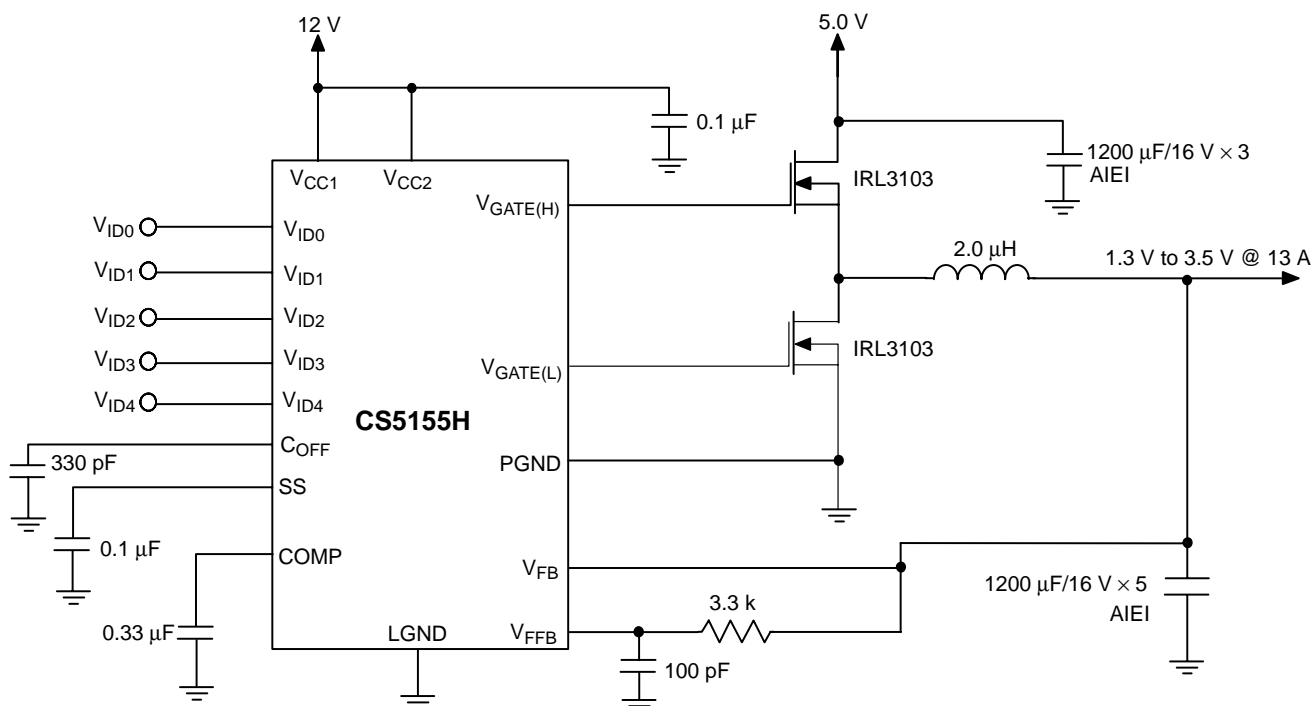 12 V
5.0 V
0.1 μF
1200 μF/16 V × 3
AIEI
VCC1
VCC2
IRL3103
VGATE(H)
VID0
VID0
VID1
VID1
2.0 μH
1.3 V to 3.5 V @ 13 A
VID2
VID2
VID3
VID3
VGATE(L)
IRL3103
VID4
VID4
CS5155H
COFF
330 pF
PGND
SS
0.1 μF
COMP
VFB
1200 μF/16 V × 5
AIEI
3.3 k
0.33 μF
LGND
VFFB
100 pF